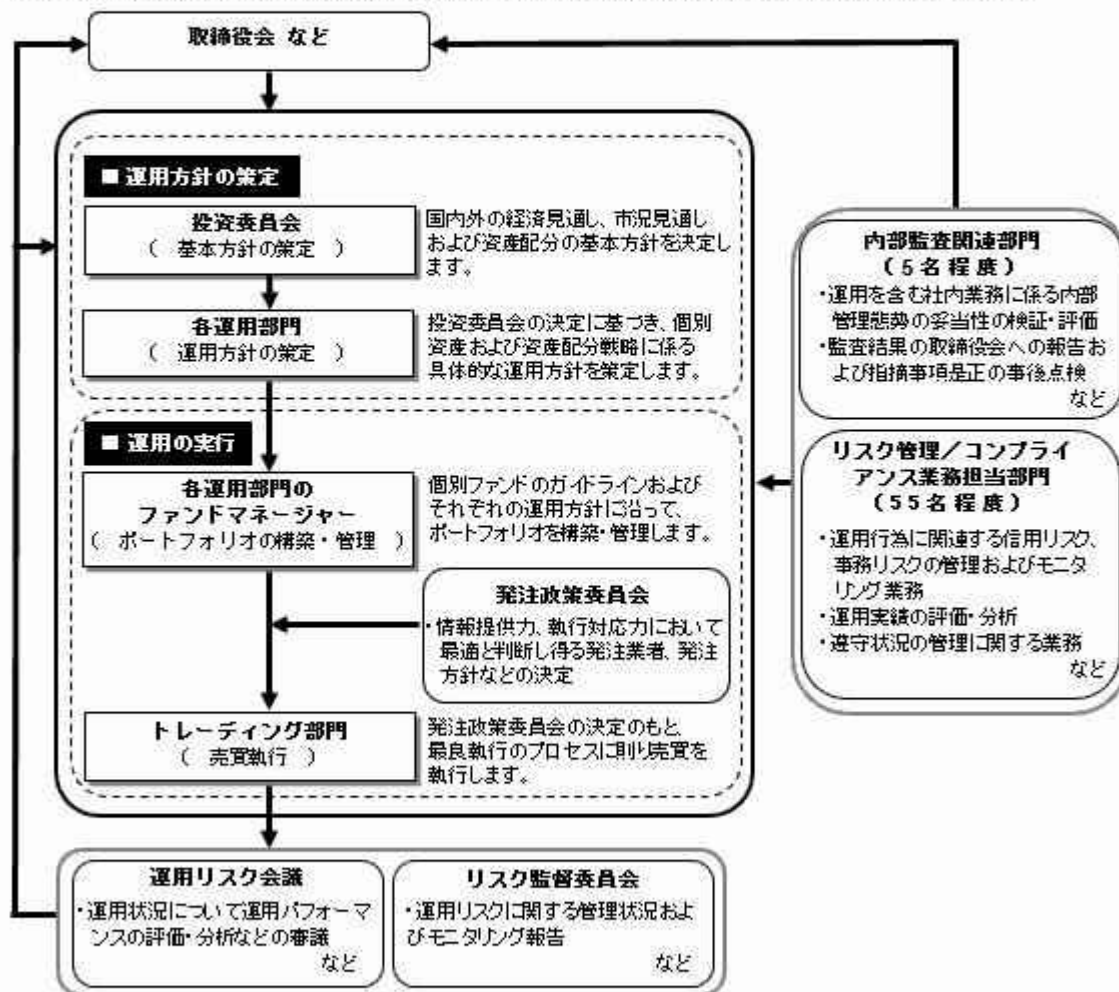 取締役会 など
■ 運用方針の策定
投資委員会
（ 基本方針の策定 ）
国内外の経済見通し、市況見通し
および資産配分の基本方針を決定し
ます。
各運用部門
（ 運用方針の策定 ）
投資委員会の決定に基づき、個別
資産および資産配分戦略に係る
具体的な運用方針を策定します。
■ 運用の実行
各運用部門の
ファンドマネージャー
（ ポートフォリオの構築・管理 ）
個別ファンドのガイドラインおよび
それぞれの運用方針に沿って、
ポートフォリオを構築・管理します。
発注政策委員会
・情報提供力、執行対応力において
最適と判断し得る発注業者、発注
方針などの決定
トレーディング部門
（ 売買執行 ）
発注政策委員会の決定のもと
最良執行のプロセスに則り売買を
執行します。
内部監査関連部門
（５名程度）
・運用を含む社内業務に係る内部
管理態勢の妥当性の検証・評価
・監査結果の取締役会への報告お
よび指摘事項是正の事後点検
など
リスク管理／コンプライ
アンス業務担当部門
（５５名程度）
・運用行為に関連する信用リスク、
事務リスクの管理およびモニタ
リング業務
・運用実績の評価・分析
・遵守状況の管理に関する業務
など
運用リスク会議
・運用状況について運用パフォーマ
ンスの評価・分析などの審議
など
リスク監督委員会
・運用リスクに関する管理状況およ
びモニタリング報告
など